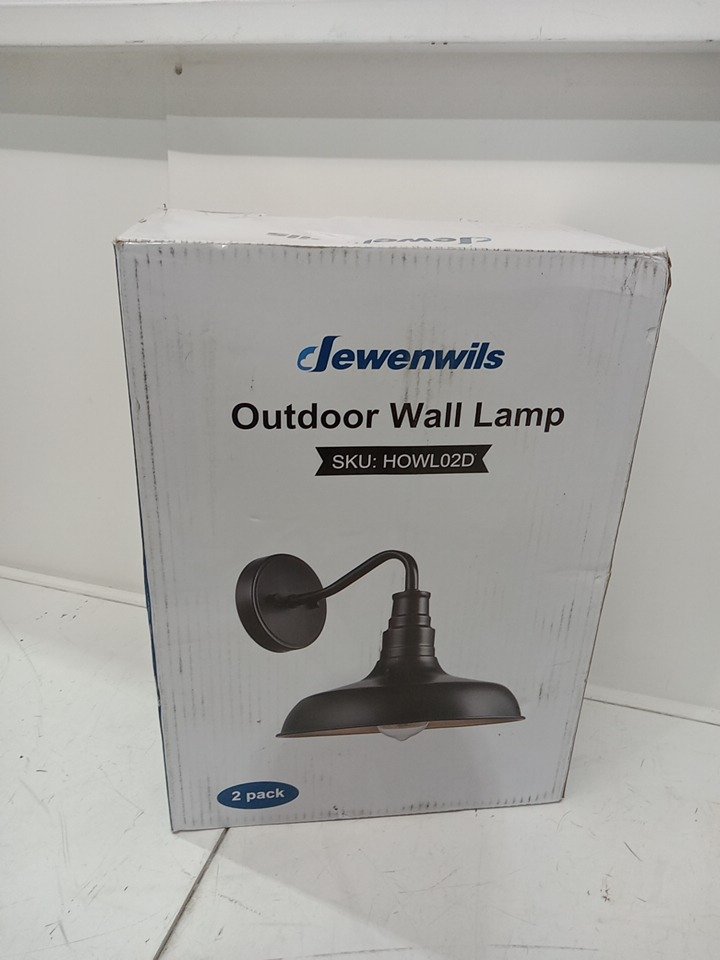 Dewenwils
Outdoor Wall Lamp
SKU: HOWL02D
2 pack